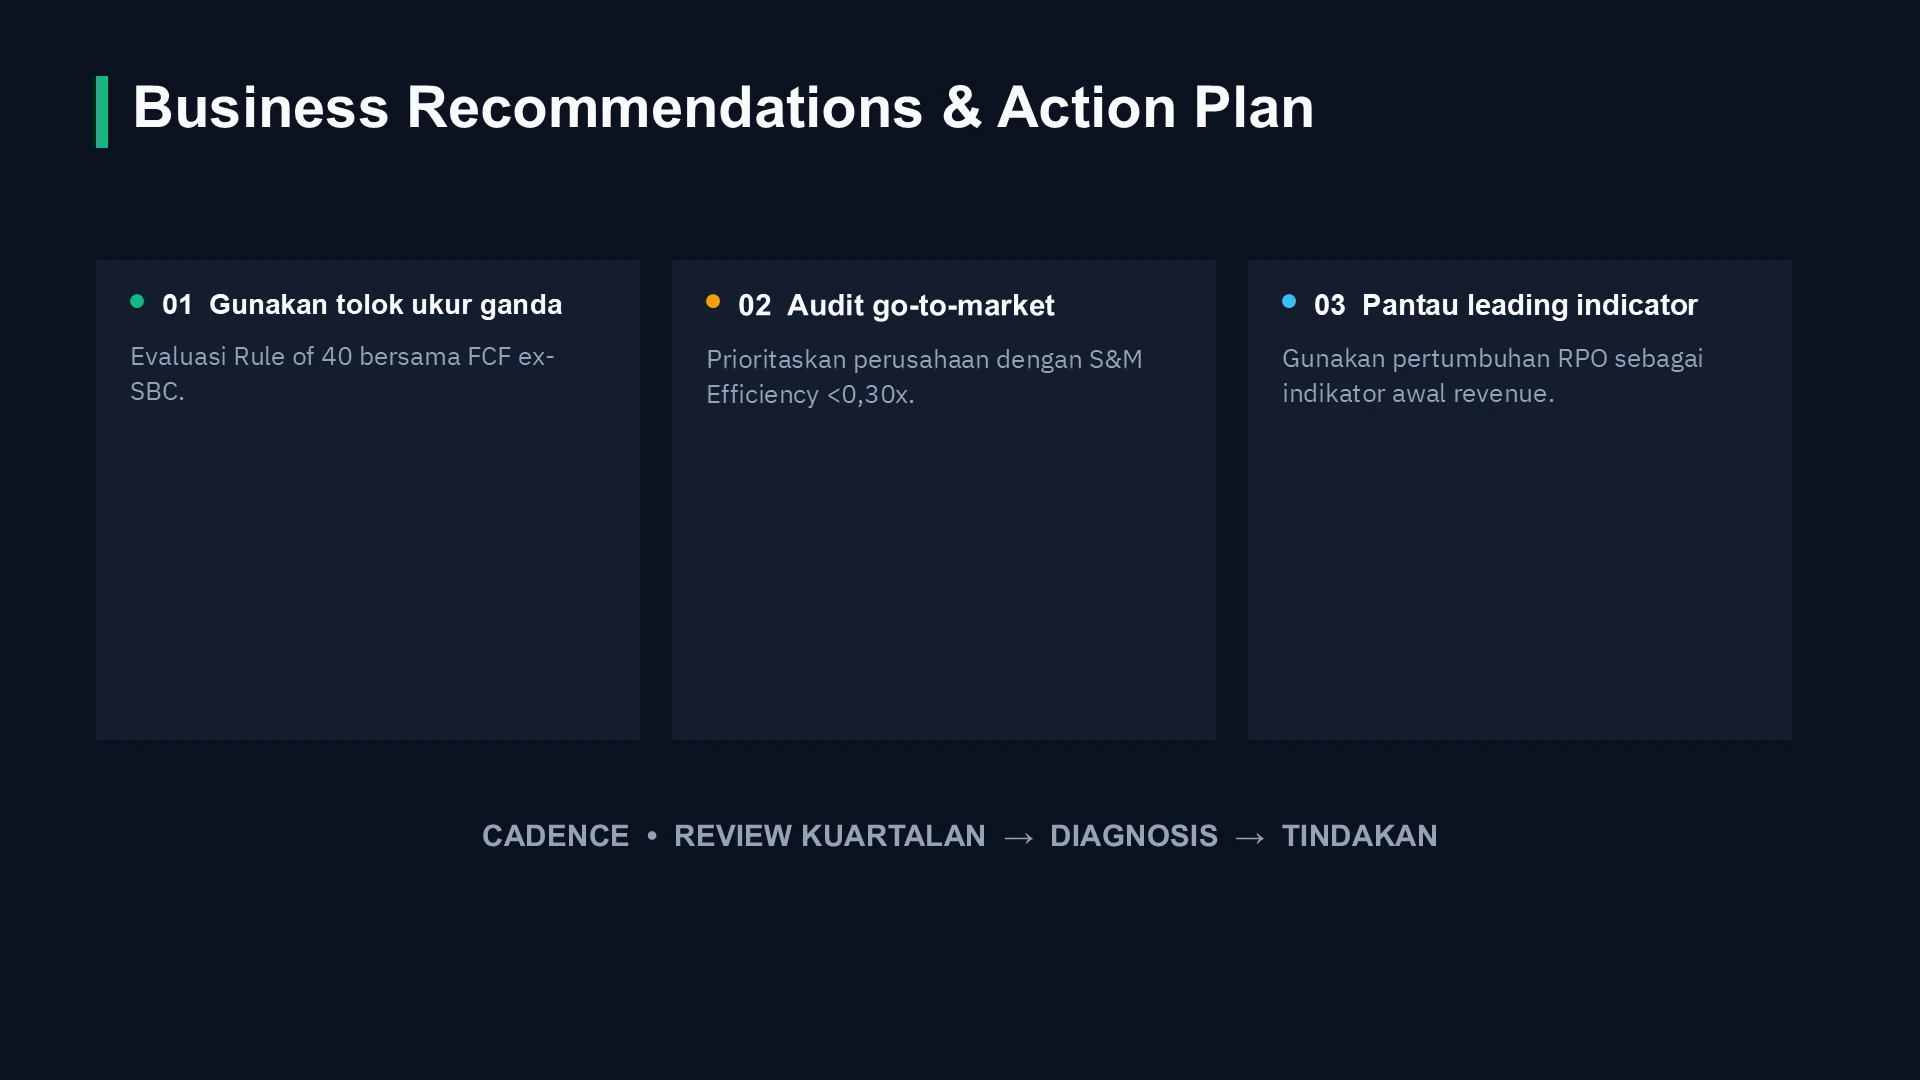 Business Recommendations & Action Plan
01 Gunakan tolok ukur ganda
Evaluasi Rule of 40 bersama FCF ex-
SBC.
02 Audit go-to-market
Prioritaskan perusahaan dengan S&M
Efficiency <0,30x.
03 Pantau leading indicator
Gunakan pertumbuhan RPO sebagai
indikator awal revenue.
CADENCE • REVIEW KUARTALAN → DIAGNOSIS → TINDAKAN